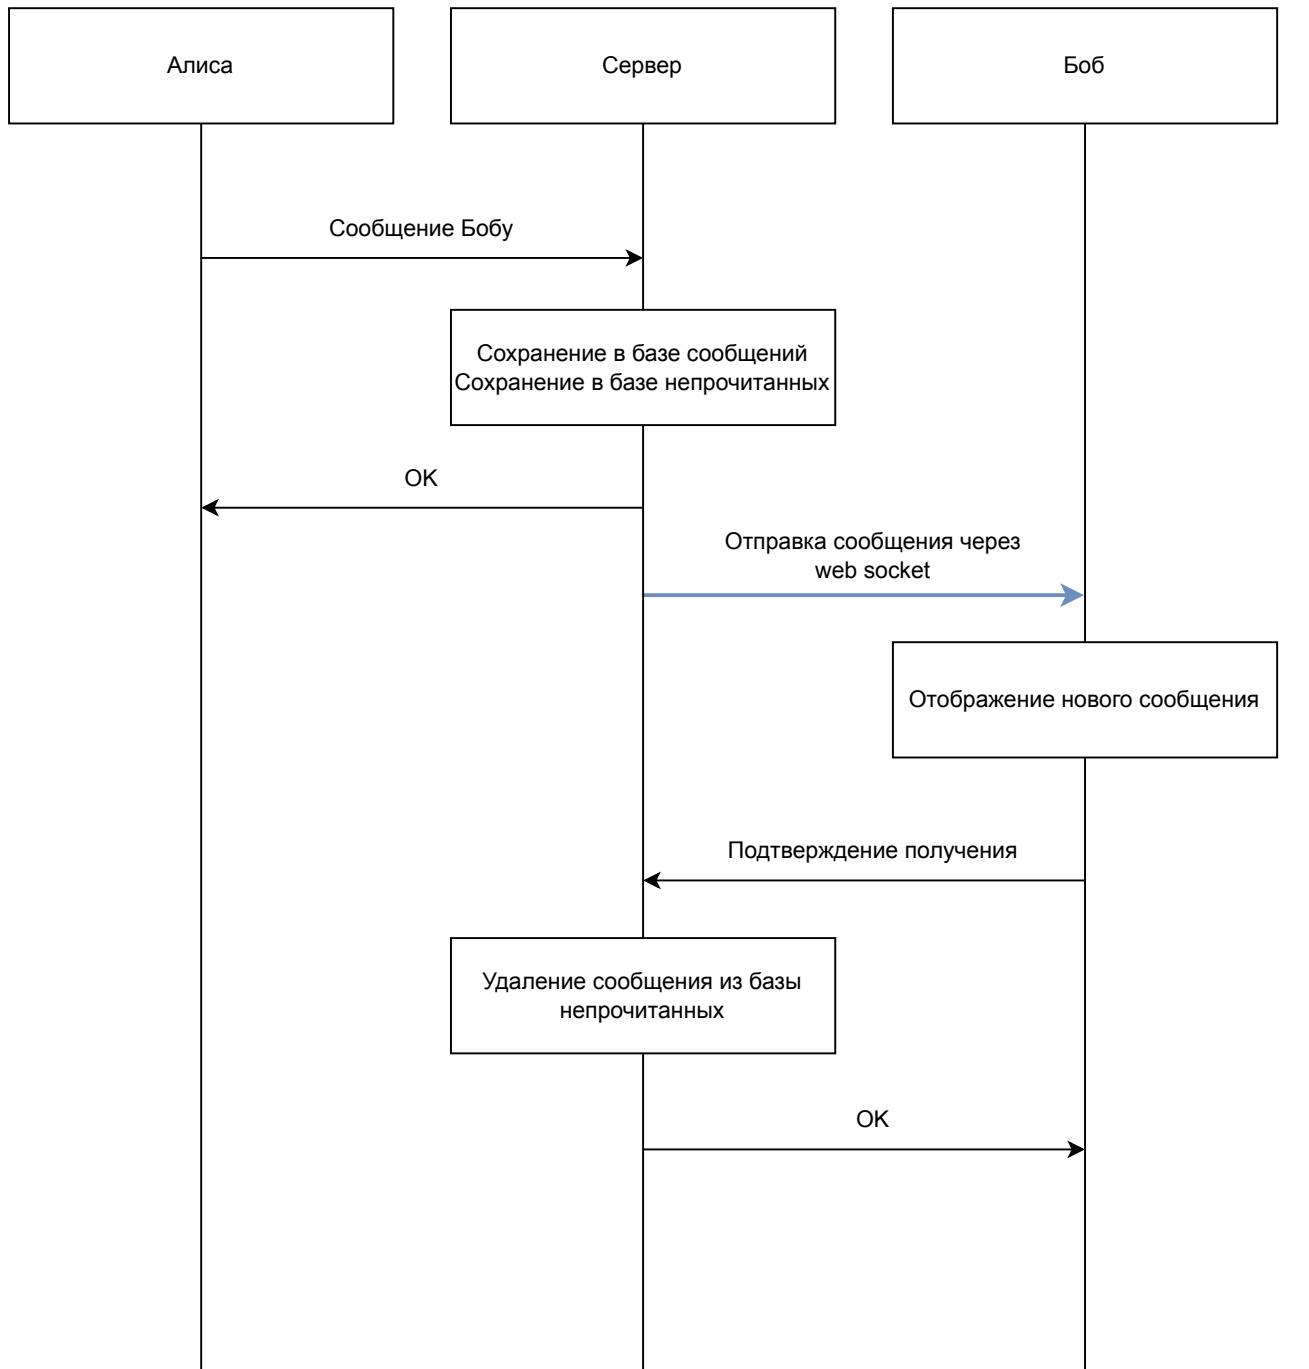 Алиса
Сервер
Боб
Сообщение Бобу
Сохранение в базе сообщений
Сохранение в базе непрочитанных
OK
Отправка сообщения через
web socket
Отображение нового сообщения
Подтверждение получения
Удаление сообщения из базы
непрочитанных
OK